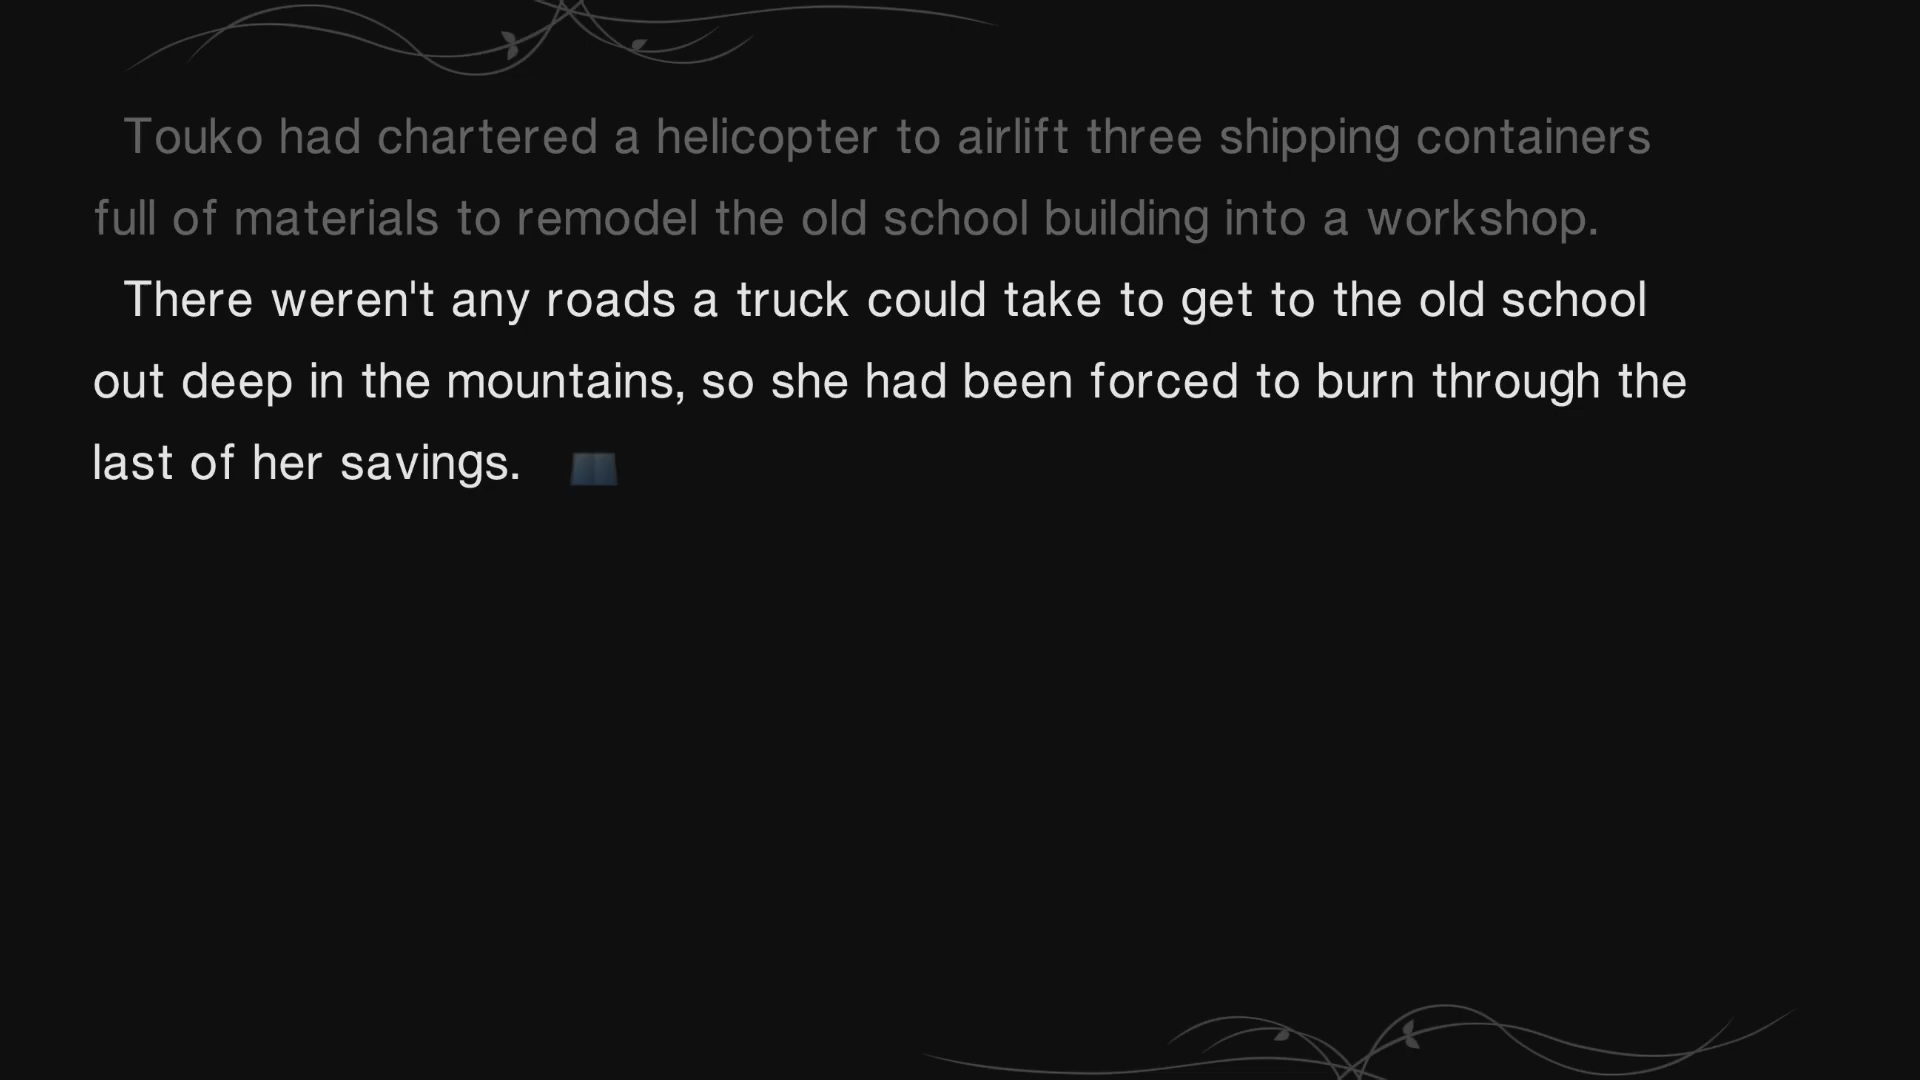 Touko had chartered a helicopter to airlift three shipping containers
full of materials to remodel the old school building into a workshop.
There weren't any roads a truck could take to get to the old school
out deep in the mountains, so she had been forced to burn through the
last of her savings.